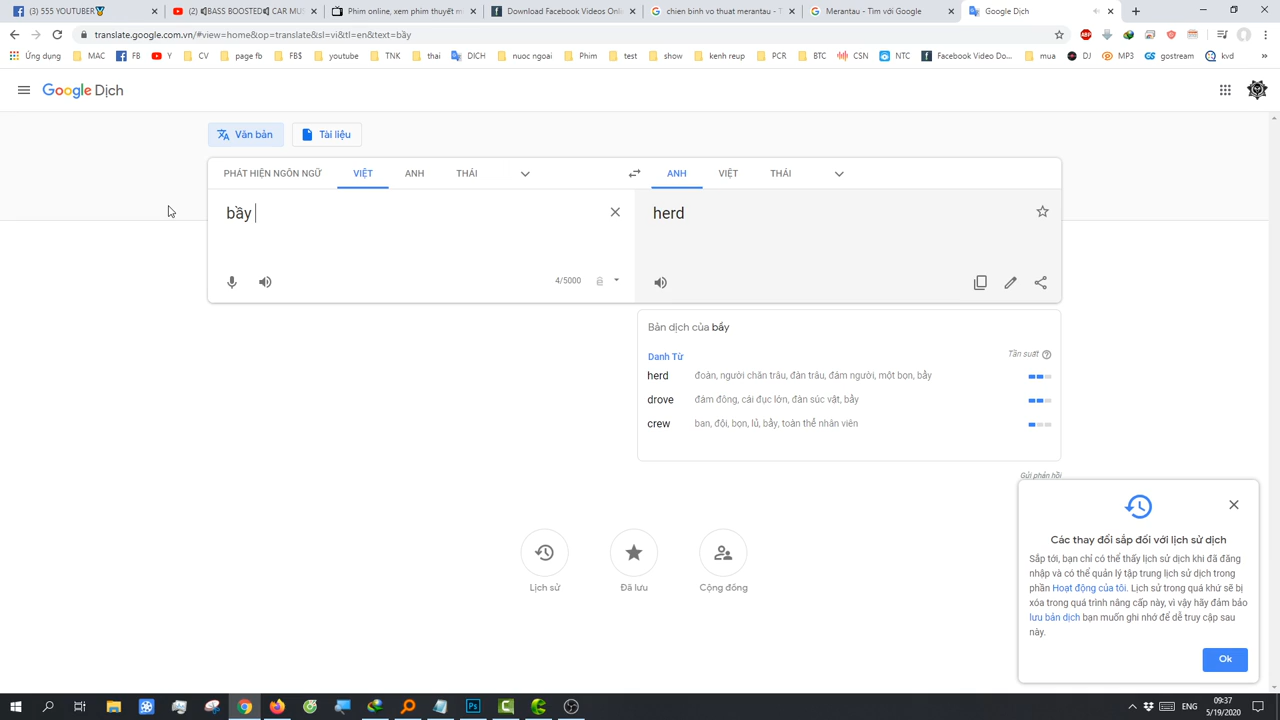 (3) 555 YOUTUBER
(2) BASS BOOSTED CAR MUS
Phim online, xem phim thuyết m
Download Facebook Videos Onl
chien binh vo thuat merantau - T
Merantau - Tìm với Google
Google Dịch
translate.google.com.vn/#view=home&op=translate&sl=vi&tl=en&text=bầy
Ứng dụng MAC FB Y CV page fb FB$ youtube TNK thai DICH nuoc ngoai Phim test show kenh reup PCR BTC CSN NTC Facebook Video Do... mua DJ MP3 gostream kvd »
Google Dịch
Văn bản Tài liệu
PHÁT HIỆN NGÔN NGỮ VIỆT ANH THÁI ANH VIỆT THÁI
bầy herd
4/5000
Bản dịch của bầy
Danh Từ Tần suất
herd đoàn, người chăn trâu, đàn trâu, đám người, một bọn, bầy
drove đám đông, cái đục lớn, đàn súc vật, bầy
crew ban, đội, bọn, lũ, bầy, toàn thể nhân viên
Gửi phản hồi
Các thay đổi sắp đối với lịch sử dịch
Sắp tới, bạn chỉ có thể thấy lịch sử dịch khi đã đăng
nhập và có thể quản lý tập trung lịch sử dịch trong
phần Hoạt động của tôi. Lịch sử trong quá khứ sẽ bị
xóa trong quá trình nâng cấp này, vì vậy hãy đảm bảo
lưu bản dịch bạn muốn ghi nhớ để dễ truy cập sau
này.
Ok
Lịch sử Đã lưu Cộng đồng
ENG
09:37
5/19/2020